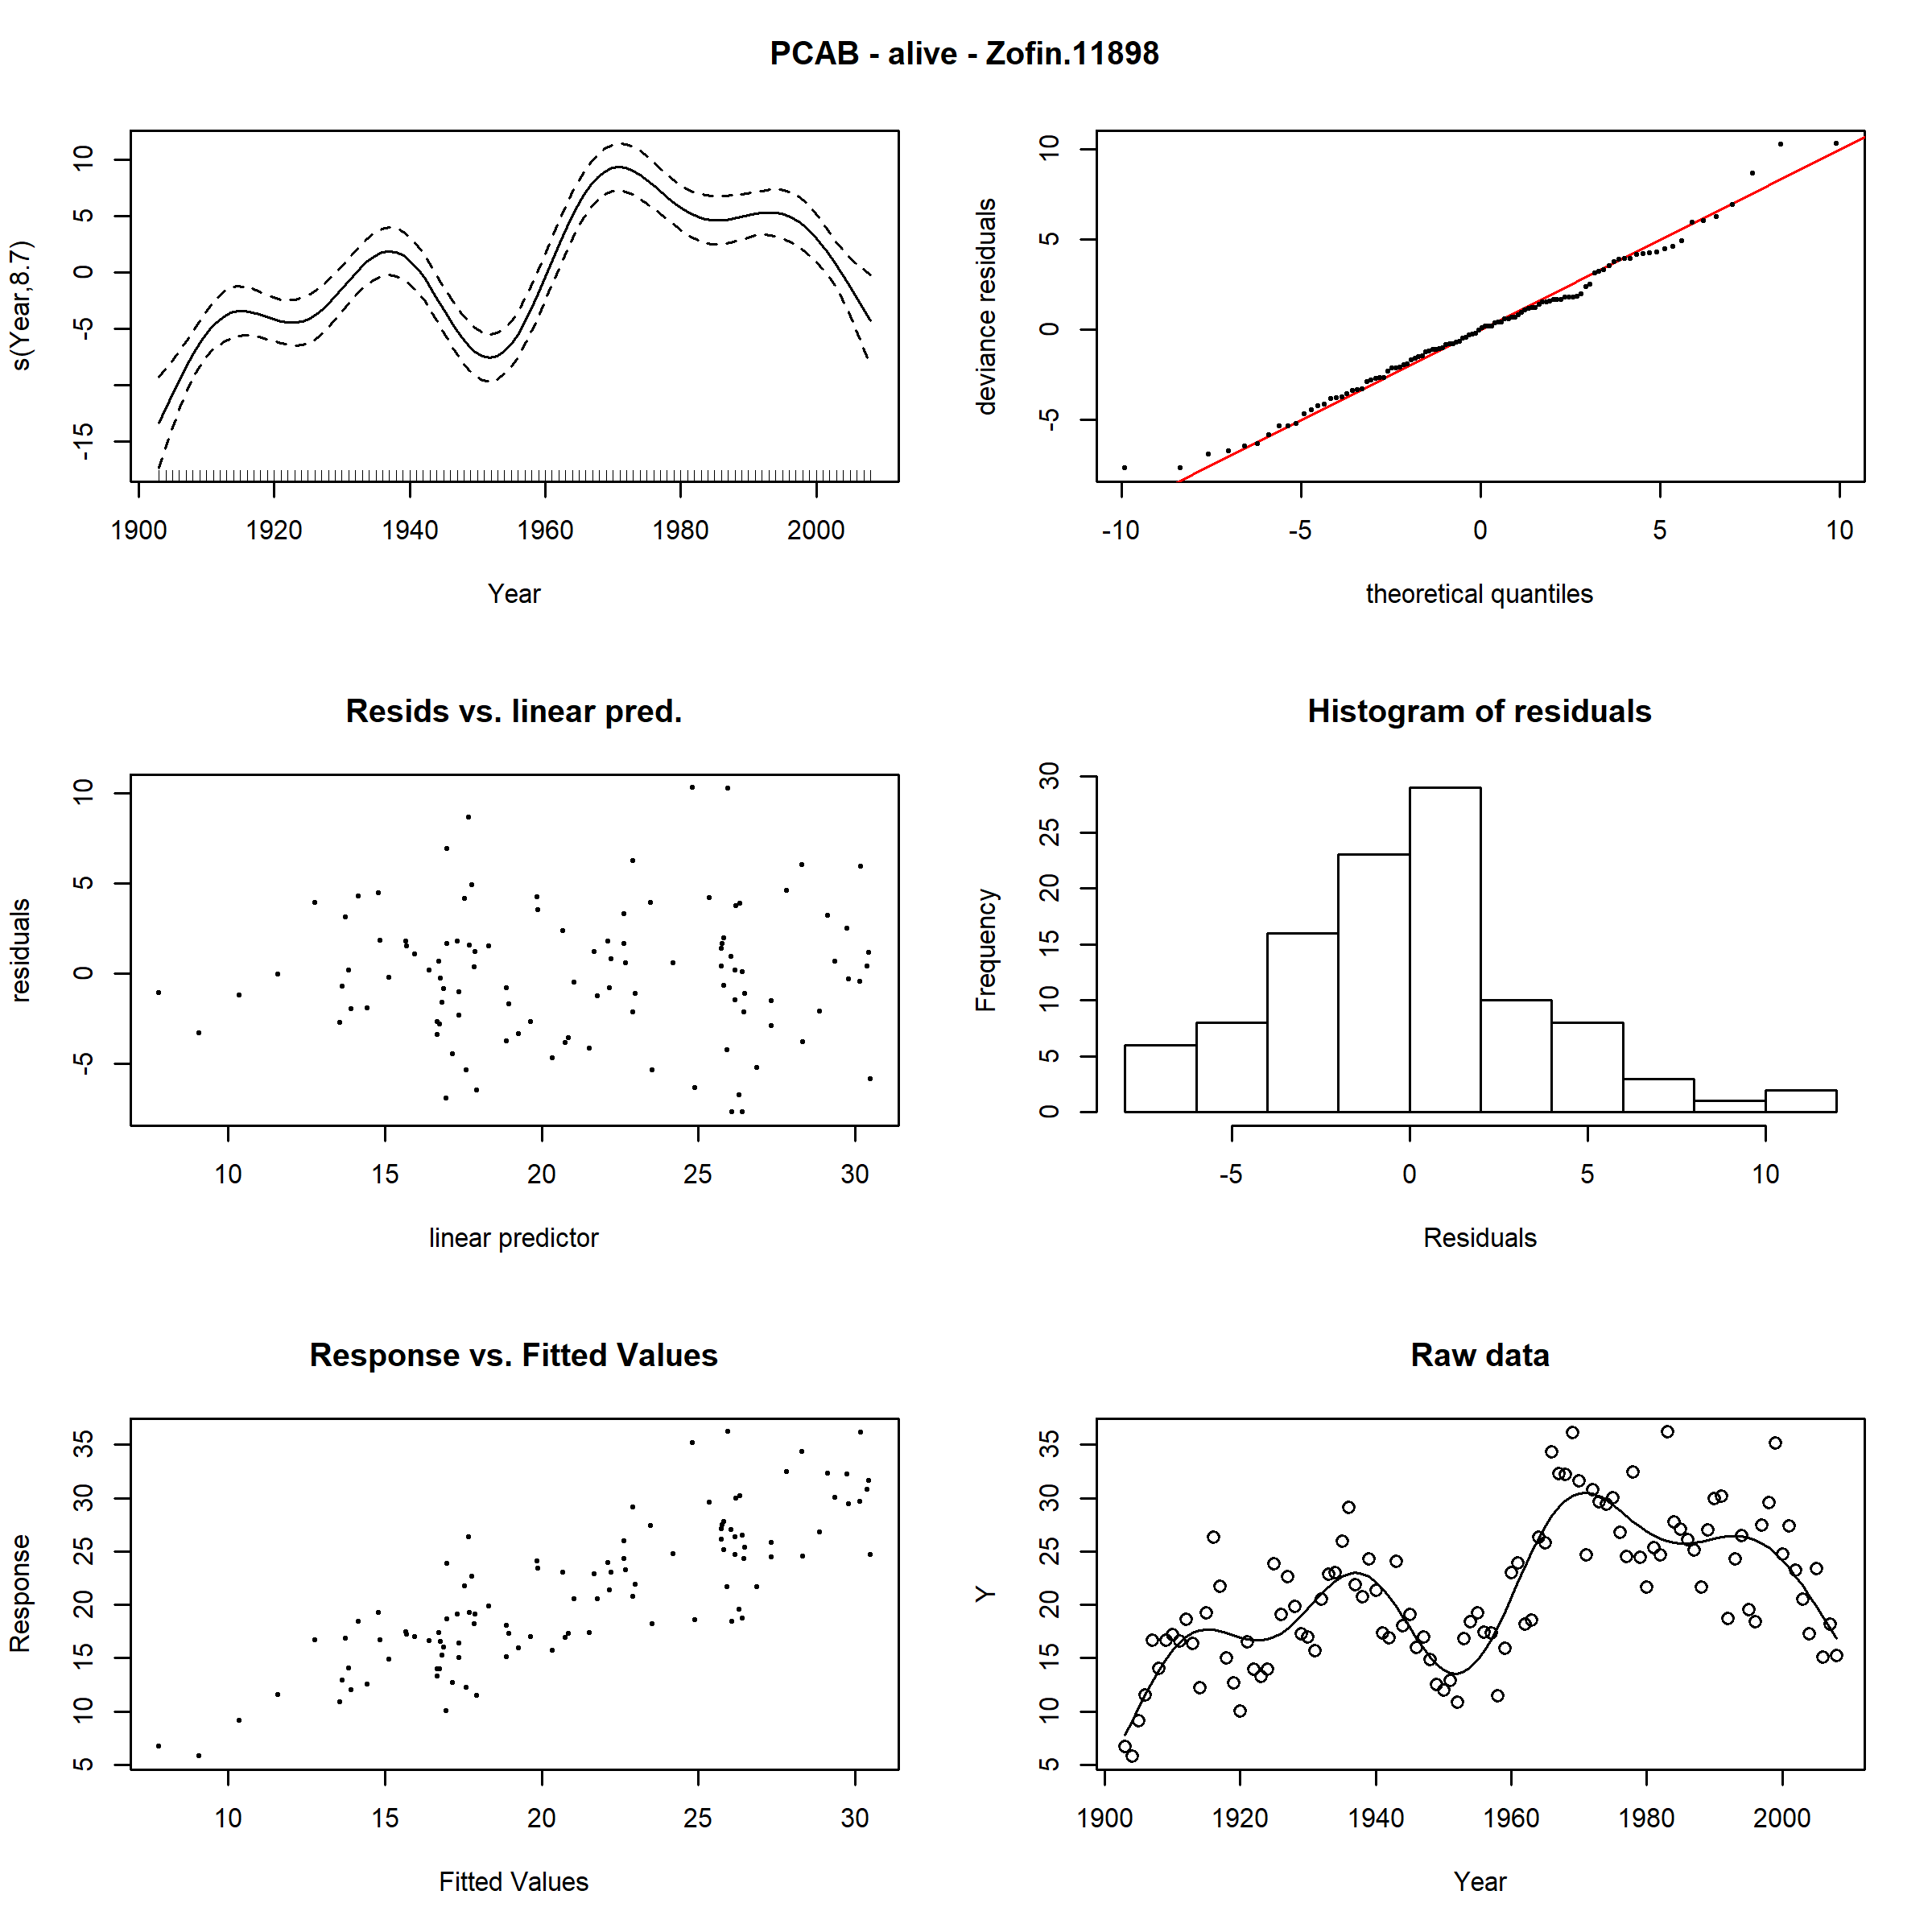 PCAB - alive - Zofin.11898
10
5
0
-5
-15
s(Year,8.7)
1900 1920 1940 1960 1980 2000
Year
10
5
0
-5
deviance residuals
-10 -5 0 5 10
theoretical quantiles
Resids vs. linear pred.
10
5
0
-5
residuals
10 15 20 25 30
linear predictor
Histogram of residuals
30
25
20
15
10
5
0
Frequency
-5 0 5 10
Residuals
Response vs. Fitted Values
35
30
25
20
15
10
5
Response
10 15 20 25 30
Fitted Values
Raw data
35
30
25
20
15
10
5
Y
1900 1920 1940 1960 1980 2000
Year